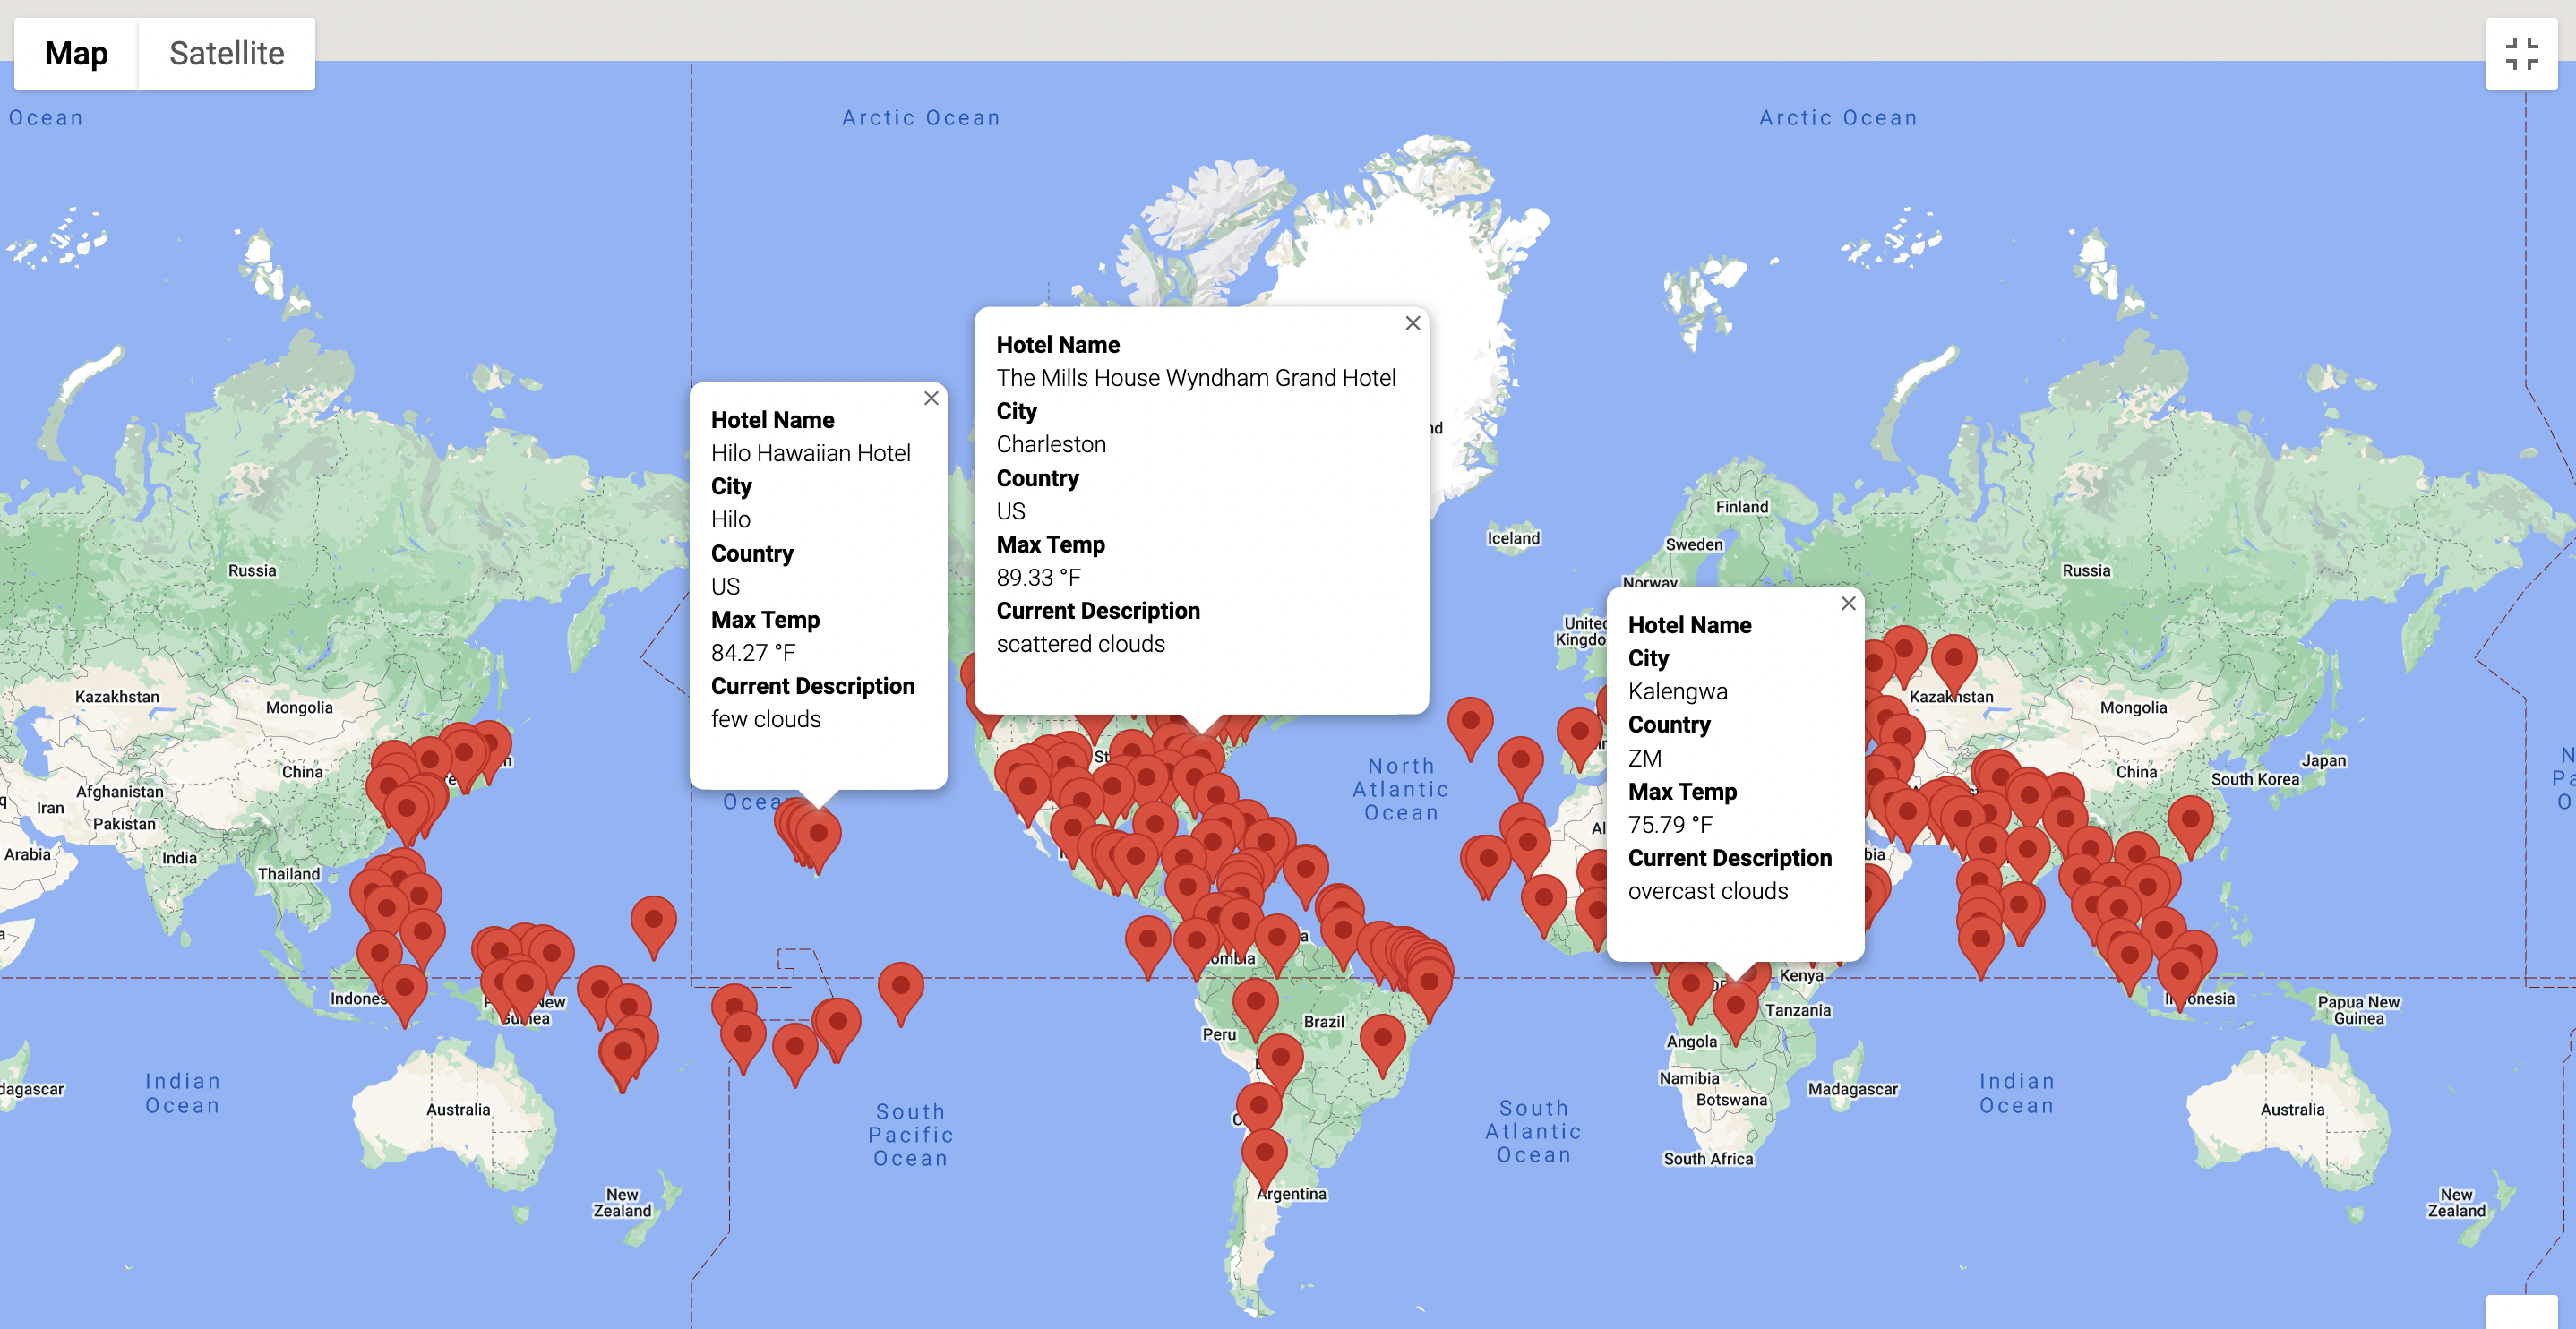 Map
Satellite
Ocean
Arctic Ocean
Arctic Ocean
Hotel Name
The Mills House Wyndham Grand Hotel
City
Charleston
Country
US
Max Temp
89.33 °F
Current Description
scattered clouds
Hotel Name
Hilo Hawaiian Hotel
City
Hilo
Country
US
Max Temp
84.27 °F
Current Description
few clouds
Hotel Name
City
Kalengwa
Country
ZM
Max Temp
75.79 °F
Current Description
overcast clouds
Finland
Iceland
Sweden
Norway
Russia
Russia
United
Kingdo
Kazakhstan
Mongolia
Kazakhstan
Mongolia
China
Afghanistan
Iran
Pakistan
Arabia
India
Thailand
Ocea
North
Atlantic
Ocean
China
Japan
South Korea
Indones
New
Guinea
Kenya
Tanzania
Papua New
Guinea
Peru
Brazil
Angola
Namibia
Botswana
Madagascar
South Africa
dagascar
Indian
Ocean
Australia
South
Pacific
Ocean
South
Atlantic
Ocean
Indian
Ocean
Australia
Argentina
New
Zealand
New
Zealand